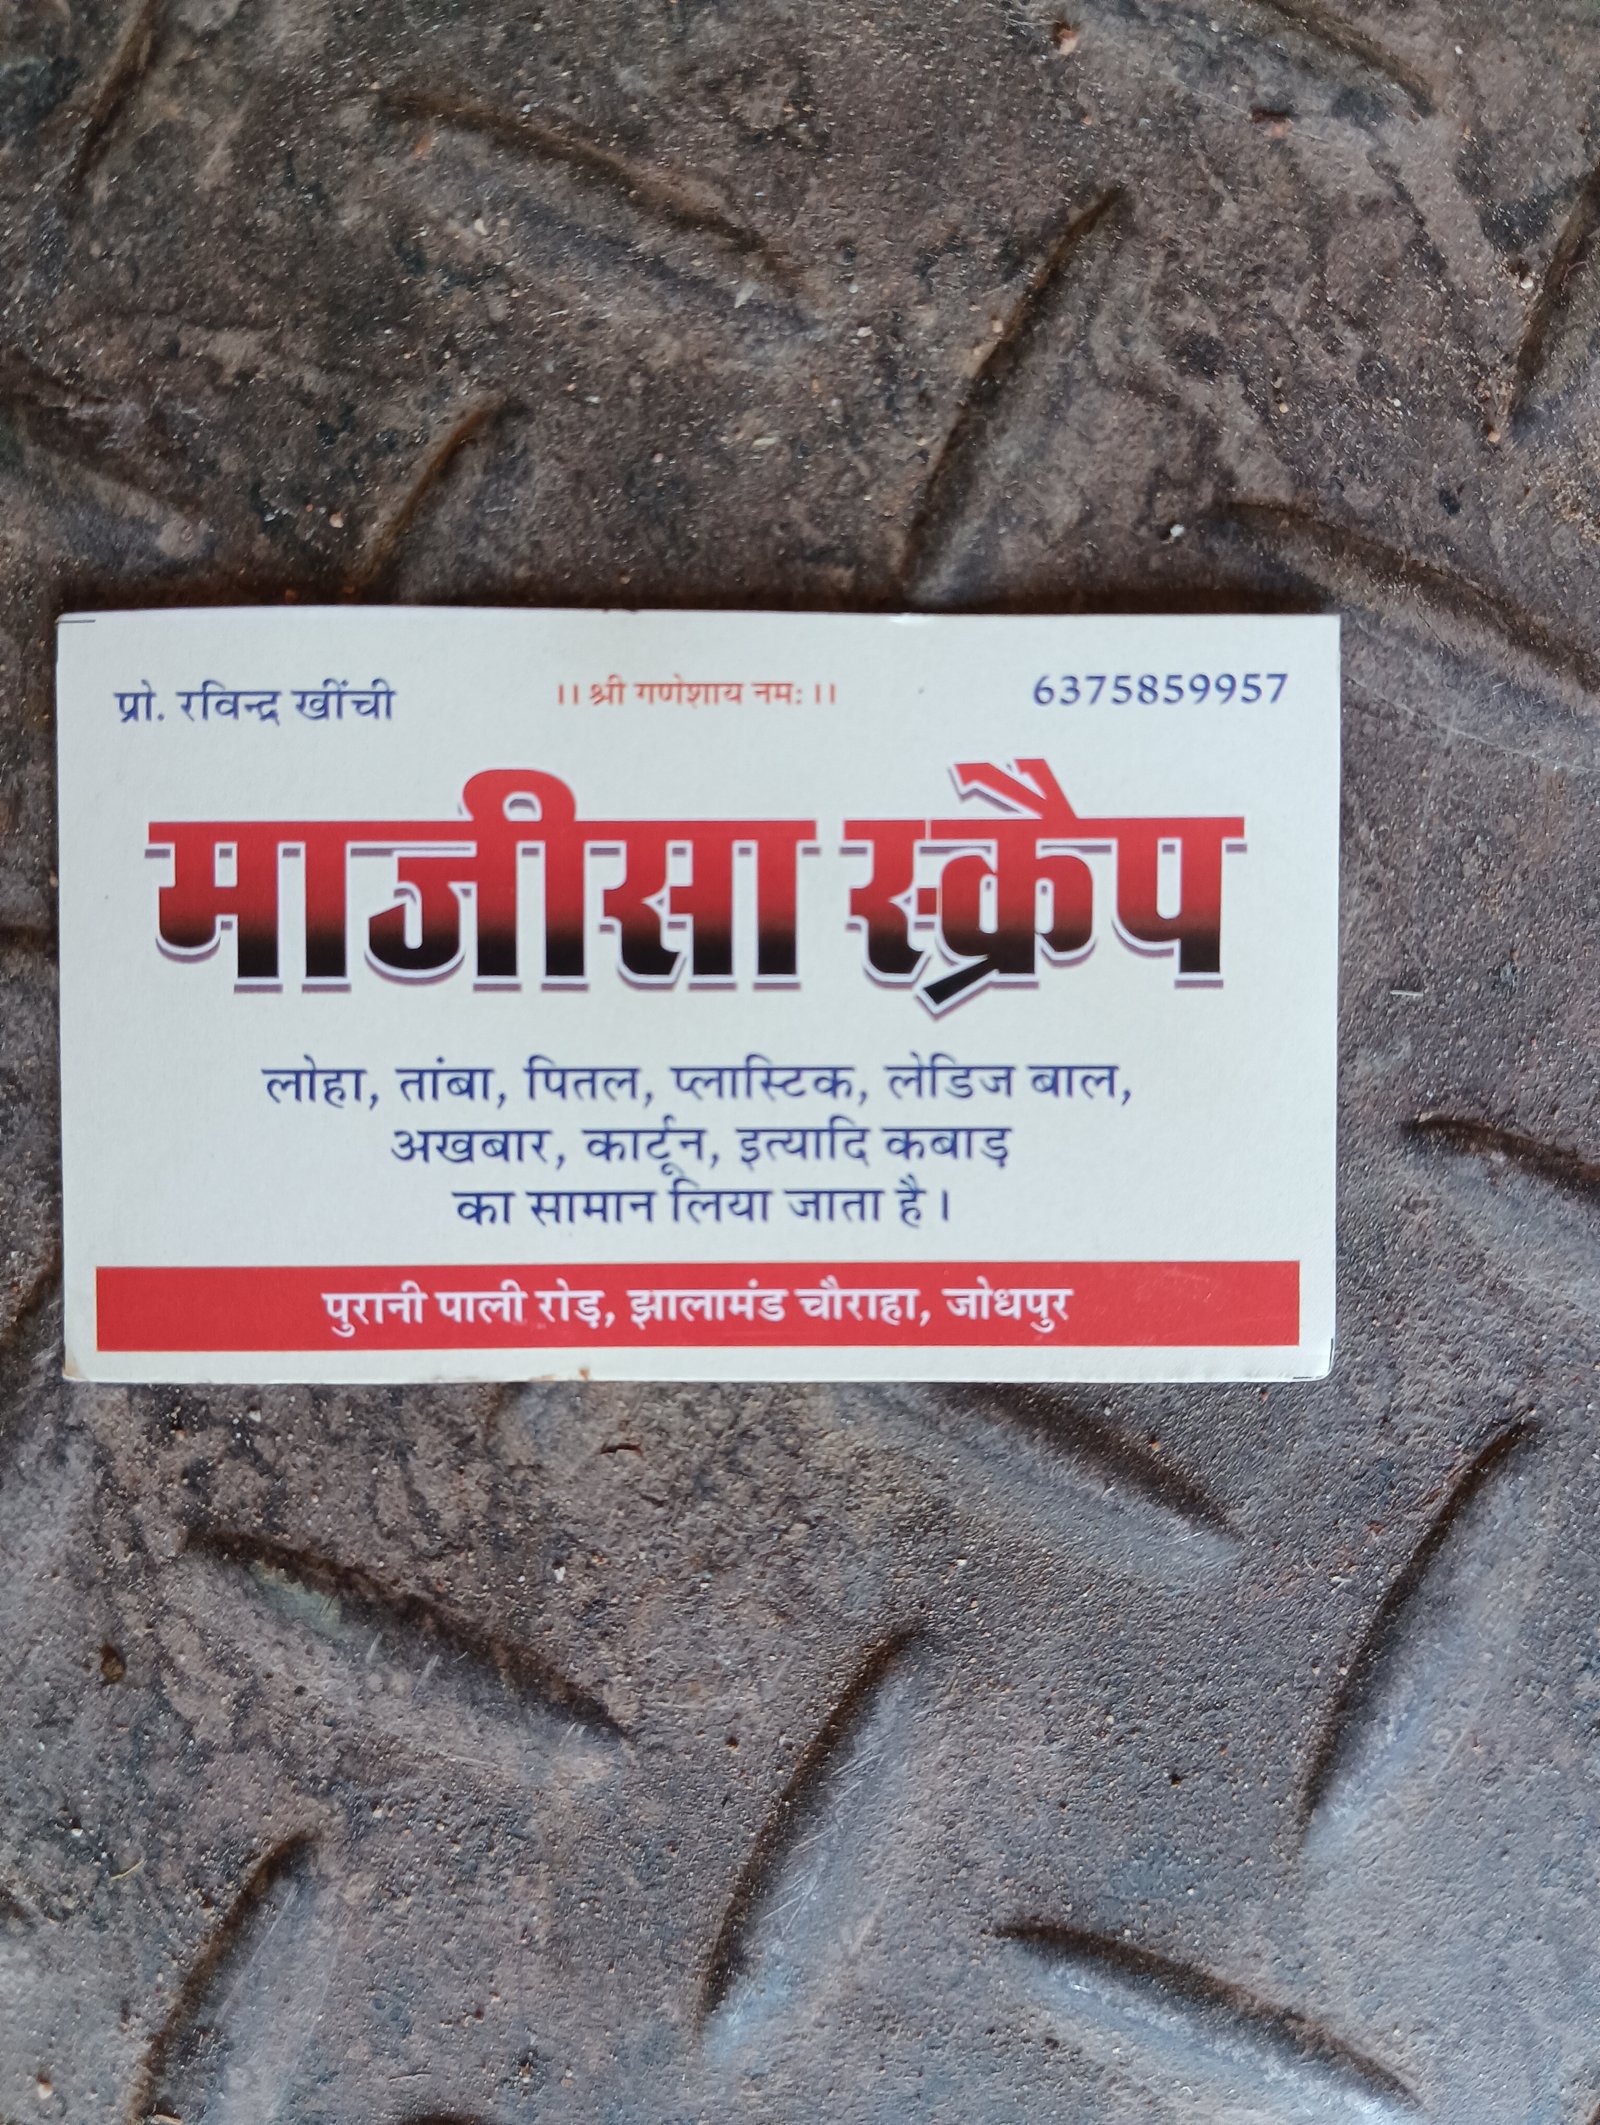 प्रो. रविन्द्र खींची
।। श्री गणेशाय नमः ।।
6375859957
माजीसा स्क्रैप
लोहा, तांबा, पितल, प्लास्टिक, लेडिज बाल,
अखबार, कार्टून, इत्यादि कबाड़
का सामान लिया जाता है।
पुरानी पाली रोड़, झालामंड चौराहा, जोधपुर